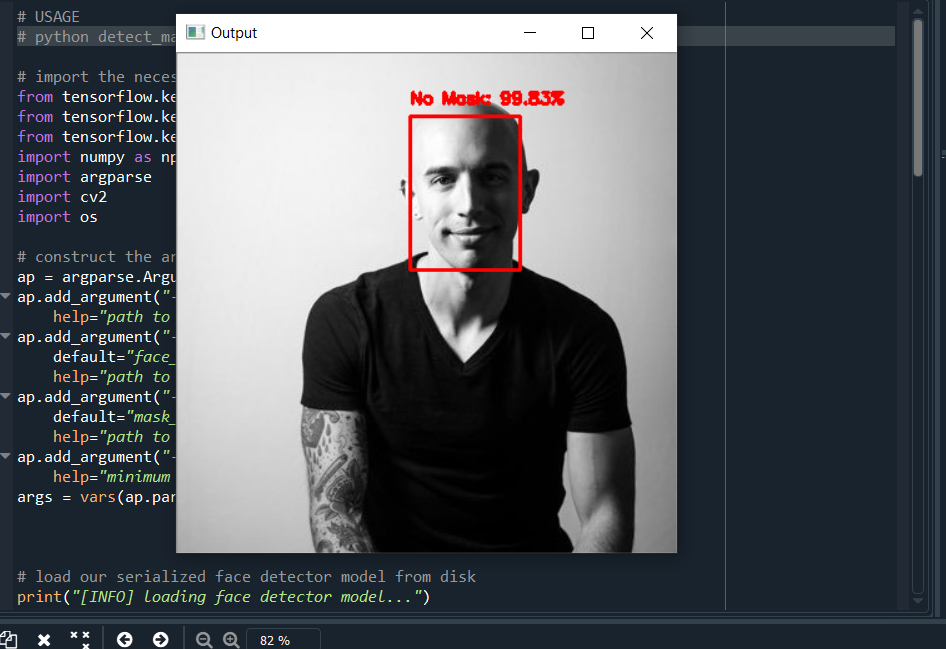 # USAGE
# python detect_ma
Output
# import the neces
No Mask: 99.83%
from tensorflow.ke
from tensorflow.ke
from tensorflow.ke
import numpy as np
import argparse
import cv2
import os
# construct the ar
ap = argparse.Argu
ap.add_argument("-
help="path to
ap.add_argument("-
default="face_
help="path to
ap.add_argument("-
default="mask_
help="path to
ap.add_argument("-
help="minimum
args = vars(ap.par
# load our serialized face detector model from disk
print("[INFO] loading face detector model...")
82 %